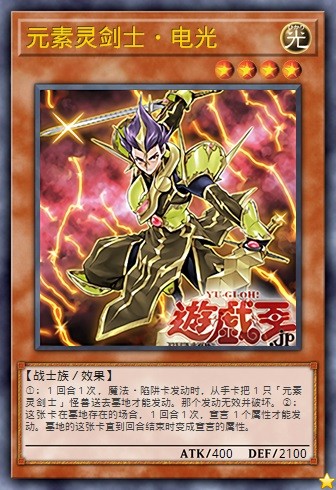 元素灵剑士·电光
光
YU-GI-OH!
遊戯王
.JP
【战士族／效果】
①：1回合1次，魔法·陷阱卡发动时，从手卡把1只「元素
灵剑士」怪兽送去墓地才能发动。那个发动无效并破坏。②：
这张卡在墓地存在的场合，1回合1次，宣言1个属性才能发
动。墓地的这张卡直到回合结束时变成宣言的属性。
ATK/400 DEF/2100